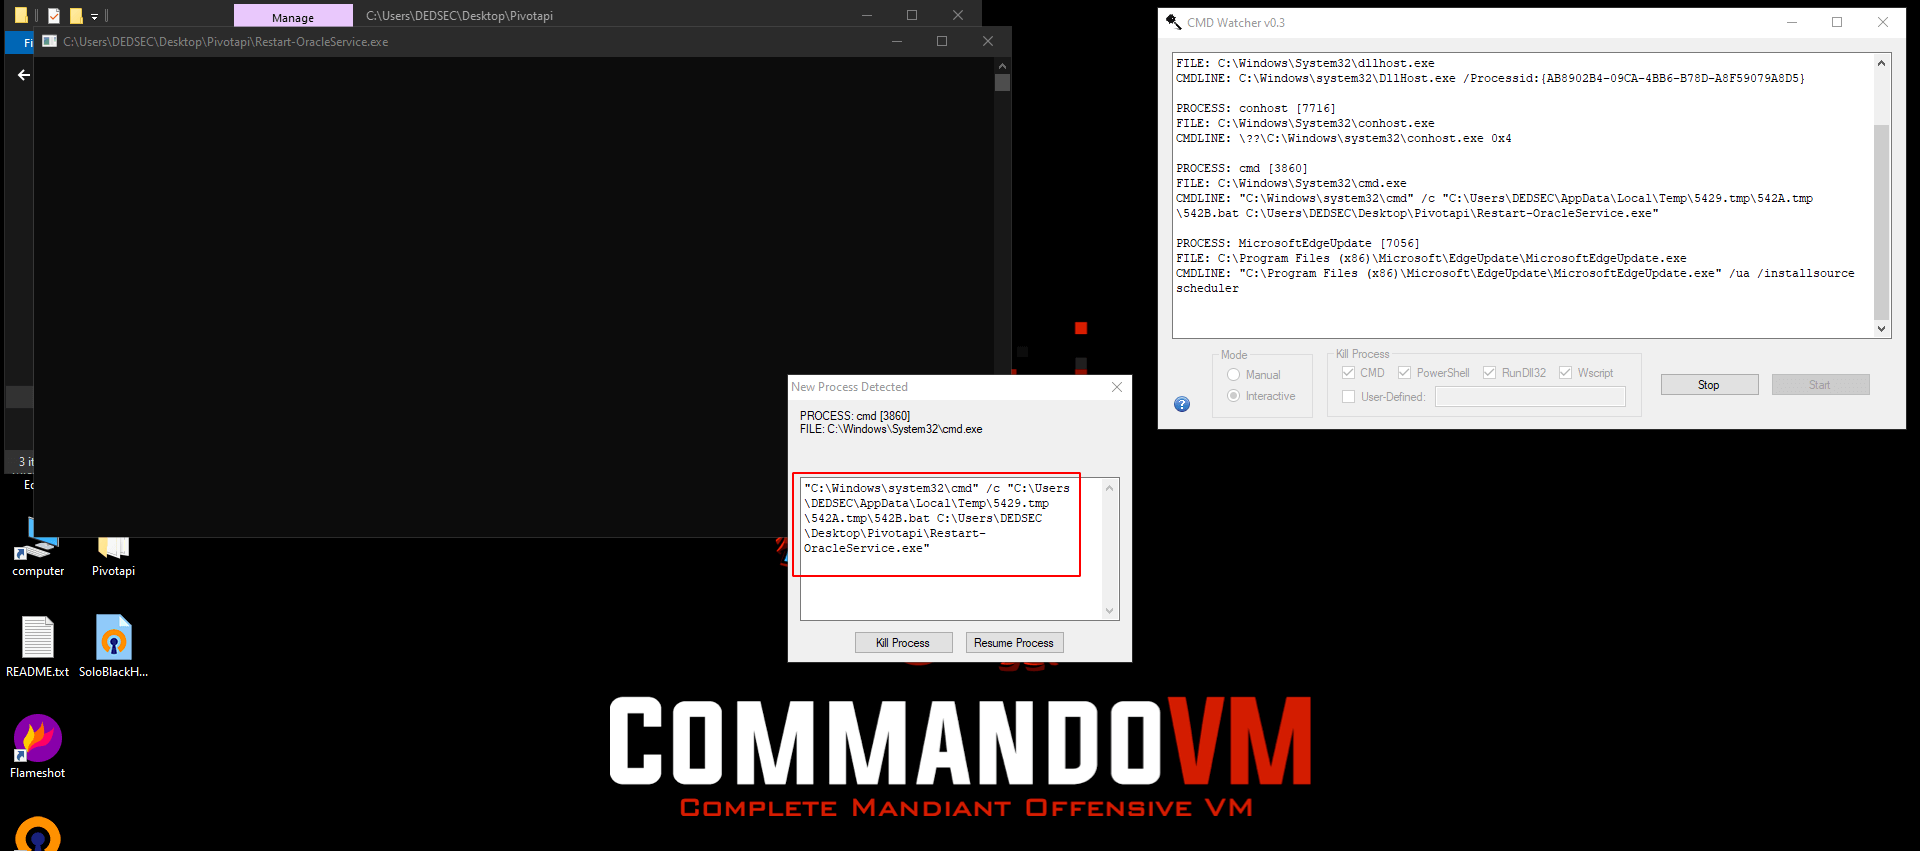 Manage
C:\Users\DEDSEC\Desktop\Pivotapi
Fi
C:\Users\DEDSEC\Desktop\Pivotapi\Restart-OracleService.exe
3 it
CMD Watcher v0.3
FILE: C:\Windows\System32\dllhost.exe
CMDLINE: C:\Windows\system32\DllHost.exe /Processid:{AB8902B4-09CA-4BB6-B78D-A8F59079A8D5}
PROCESS: conhost [7716]
FILE: C:\Windows\System32\conhost.exe
CMDLINE: \??\C:\Windows\system32\conhost.exe 0x4
PROCESS: cmd [3860]
FILE: C:\Windows\System32\cmd.exe
CMDLINE: "C:\Windows\system32\cmd" /c "C:\Users\DEDSEC\AppData\Local\Temp\5429.tmp\542A.tmp
\542B.bat C:\Users\DEDSEC\Desktop\Pivotapi\Restart-OracleService.exe"
PROCESS: MicrosoftEdgeUpdate [7056]
FILE: C:\Program Files (x86)\Microsoft\EdgeUpdate\MicrosoftEdgeUpdate.exe
CMDLINE: "C:\Program Files (x86)\Microsoft\EdgeUpdate\MicrosoftEdgeUpdate.exe" /ua /installsource
scheduler
Mode
Manual
Interactive
Kill Process
CMD PowerShell RunDll32 Wscript
User-Defined:
Stop
Start
New Process Detected
PROCESS: cmd [3860]
FILE: C:\Windows\System32\cmd.exe
"C:\Windows\system32\cmd" /c "C:\Users
\DEDSEC\AppData\Local\Temp\5429.tmp
\542A.tmp\542B.bat C:\Users\DEDSEC
\Desktop\Pivotapi\Restart-
OracleService.exe"
Kill Process
Resume Process
computer
Pivotapi
README.txt
SoloBlackH...
Flameshot
COMMANDOVM
COMPLETE MANDIANT OFFENSIVE VM